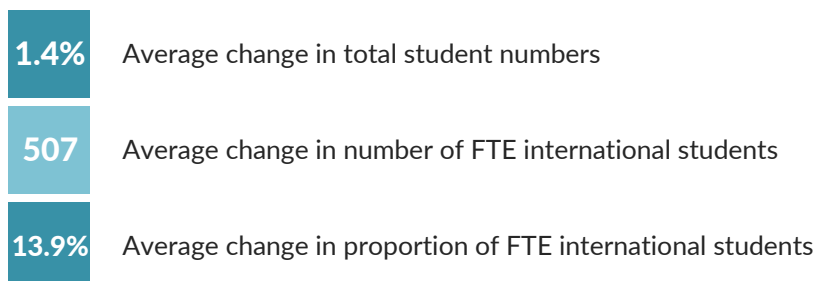 1.4% Average change in total student numbers
507 Average change in number of FTE international students
13.9% Average change in proportion of FTE international students